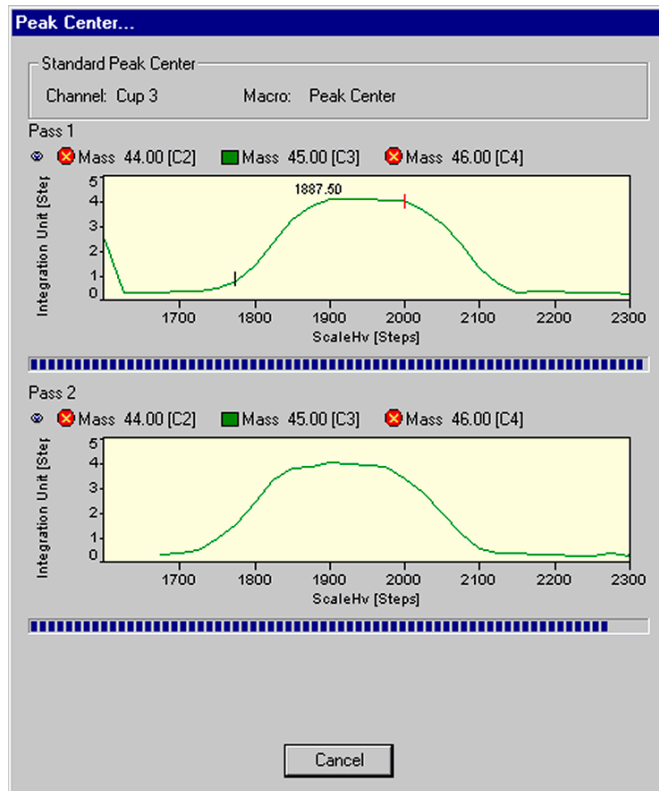 Peak Center...
Standard Peak Center
Channel: Cup 3 Macro: Peak Center
Pass 1
Mass 44.00 [C2] Mass 45.00 [C3] Mass 46.00 [C4]
Integration Unit [Step
5
4
3
2
1
0
1887.50
1700 1800 1900 2000 2100 2200 2300
ScaleHv [Steps]
Pass 2
Mass 44.00 [C2] Mass 45.00 [C3] Mass 46.00 [C4]
Integration Unit [Step
5
4
3
2
1
0
1700 1800 1900 2000 2100 2200 2300
ScaleHv [Steps]
Cancel